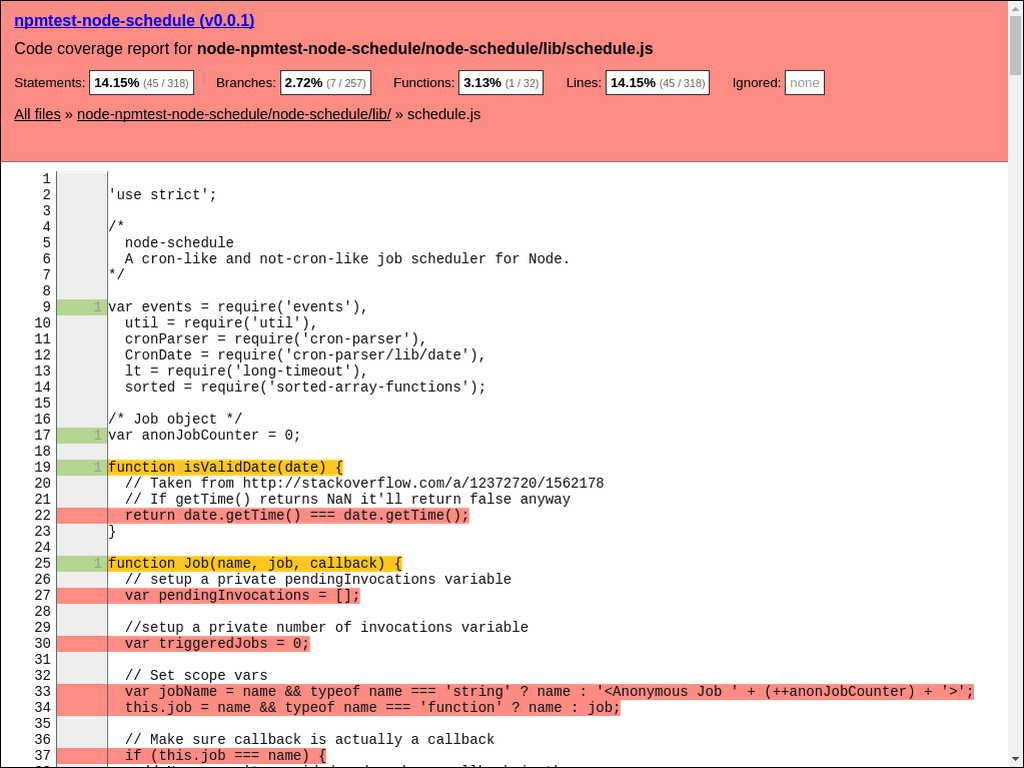 npmtest-node-schedule (v0.0.1)
Code coverage report for node-npmtest-node-schedule/node-schedule/lib/schedule.js
Statements: 14.15% (45 / 318) Branches: 2.72% (7 / 257) Functions: 3.13% (1 / 32) Lines: 14.15% (45 / 318) Ignored: none
All files » node-npmtest-node-schedule/node-schedule/lib/ » schedule.js
1
2 'use strict';
3
4 /*
5   node-schedule
6   A cron-like and not-cron-like job scheduler for Node.
7 */
8
9 1 var events = require('events'),
10   util = require('util'),
11   cronParser = require('cron-parser'),
12   CronDate = require('cron-parser/lib/date'),
13   lt = require('long-timeout'),
14   sorted = require('sorted-array-functions');
15
16 /* Job object */
17 1 var anonJobCounter = 0;
18
19 1 function isValidDate(date) {
20   // Taken from http://stackoverflow.com/a/12372720/1562178
21   // If getTime() returns NaN it'll return false anyway
22   return date.getTime() === date.getTime();
23 }
24
25 1 function Job(name, job, callback) {
26   // setup a private pendingInvocations variable
27   var pendingInvocations = [];
28
29   //setup a private number of invocations variable
30   var triggeredJobs = 0;
31
32   // Set scope vars
33   var jobName = name && typeof name === 'string' ? name : '<Anonymous Job ' + (++anonJobCounter) + '>';
34   this.job = name && typeof name === 'function' ? name : job;
35
36   // Make sure callback is actually a callback
37   if (this.job === name) {